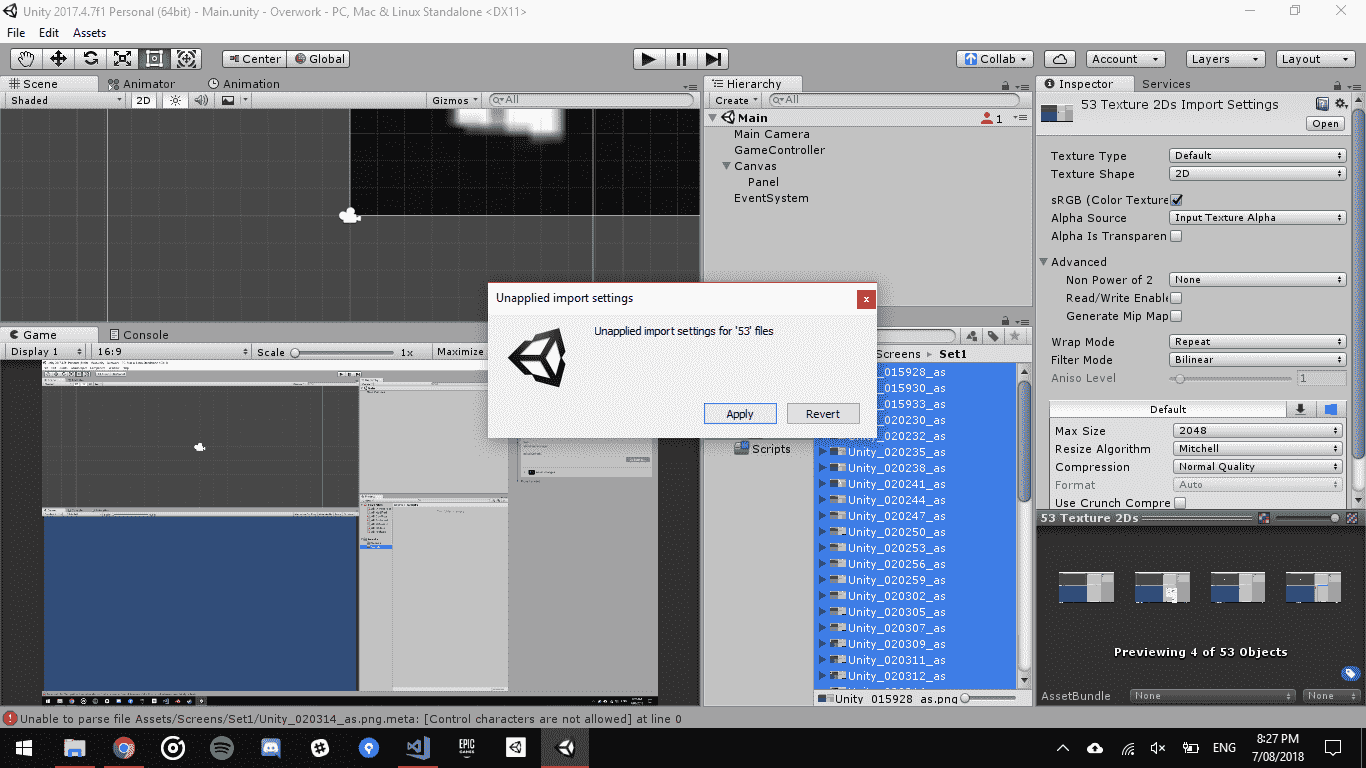 Unity 2017.4.7f1 Personal (64bit) - Main.unity - Overwork - PC, Mac & Linux Standalone <DX11>
File Edit Assets
Center Global Collab Account Layers Layout
Scene Animator Animation
Shaded 2D Gizmos All
Hierarchy
Create All
Main 1
Main Camera
GameController
Canvas
Panel
EventSystem
Inspector Services
53 Texture 2Ds Import Settings
Open
Texture Type Default
Texture Shape 2D
sRGB (Color Texture
Alpha Source Input Texture Alpha
Alpha Is Transparen
Advanced
Non Power of 2 None
Read/Write Enable
Generate Mip Map
Wrap Mode Repeat
Filter Mode Bilinear
Aniso Level 1
Default
Max Size 2048
Resize Algorithm Mitchell
Compression Normal Quality
Format Auto
Use Crunch Compre
53 Texture 2Ds
Previewing 4 of 53 Objects
AssetBundle None None
Unapplied import settings x
Unapplied import settings for '53' files
Apply Revert
Game Console
Display 1 16:9 Scale 1x Maximize
Screens Set1
Scripts
_015928_as
_015930_as
_015933_as
_020230_as
_020232_as
Unity_020235_as
Unity_020238_as
Unity_020241_as
Unity_020244_as
Unity_020247_as
Unity_020250_as
Unity_020253_as
Unity_020256_as
Unity_020259_as
Unity_020302_as
Unity_020305_as
Unity_020307_as
Unity_020309_as
Unity_020311_as
Unity_020312_as
Unity_015928_as.png
Unable to parse file Assets/Screens/Set1/Unity_020314_as.png.meta: [Control characters are not allowed] at line 0
EPIC GAMES
ENG
8:27 PM
7/08/2018